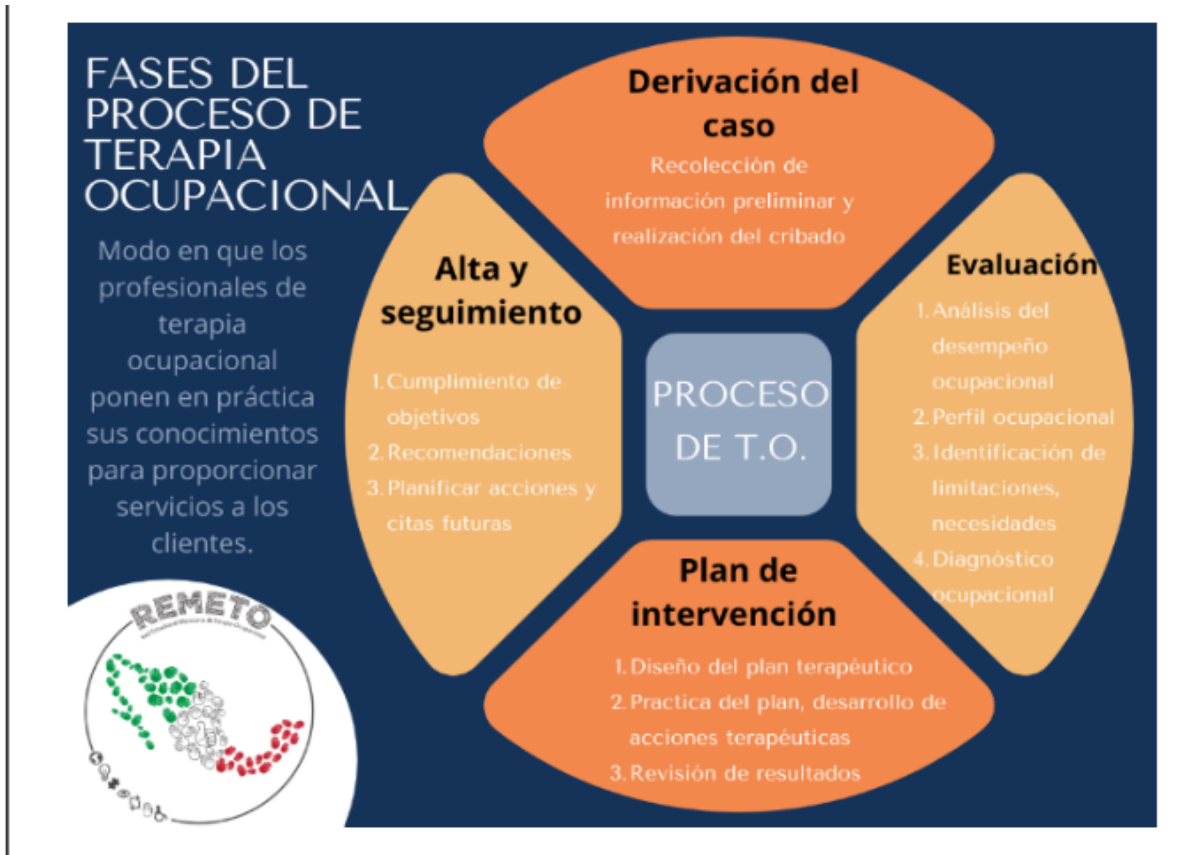 FASES DEL
PROCESO DE
TERAPIA
OCUPACIONAL
Modo en que los
profesionales de
terapia
ocupacional
ponen en práctica
sus conocimientos
para proporcionar
servicios a los
clientes.
Derivación del
caso
Recolección de
información preliminar y
realización del cribado
Evaluación
1. Análisis del
desempeño
ocupacional
2. Perfil ocupacional
3. Identificación de
limitaciones,
necesidades
4. Diagnóstico
ocupacional
Plan de
intervención
1. Diseño del plan terapéutico
2. Practica del plan, desarrollo de
acciones terapéuticas
3. Revisión de resultados
Alta y
seguimiento
1. Cumplimiento de
objetivos
2. Recomendaciones
3. Planificar acciones y
citas futuras
PROCESO
DE T.O.
REMETO